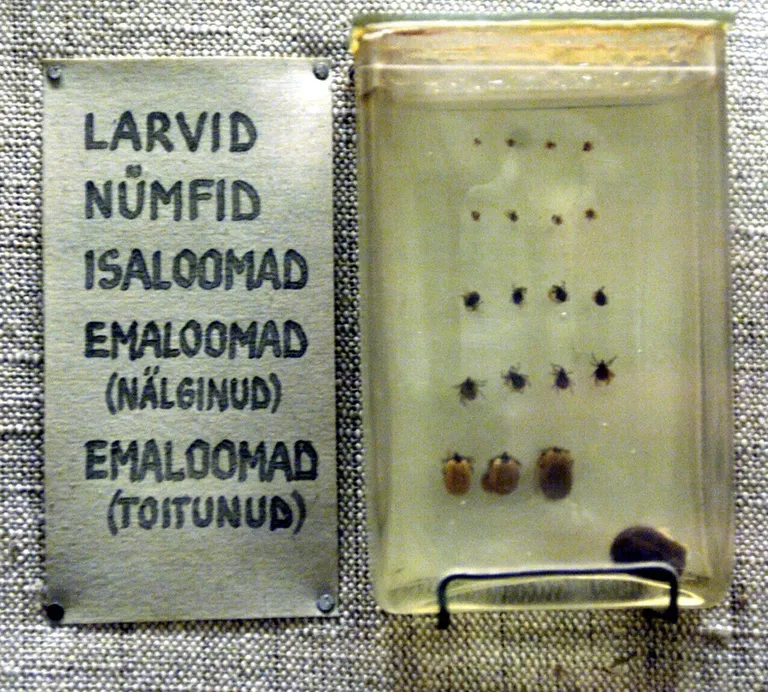 LARVID
NÜMFID
ISALOOMAD
EMALOOMAD
(NÄLGINUD)
EMALOOMAD
(TOITUNUD)